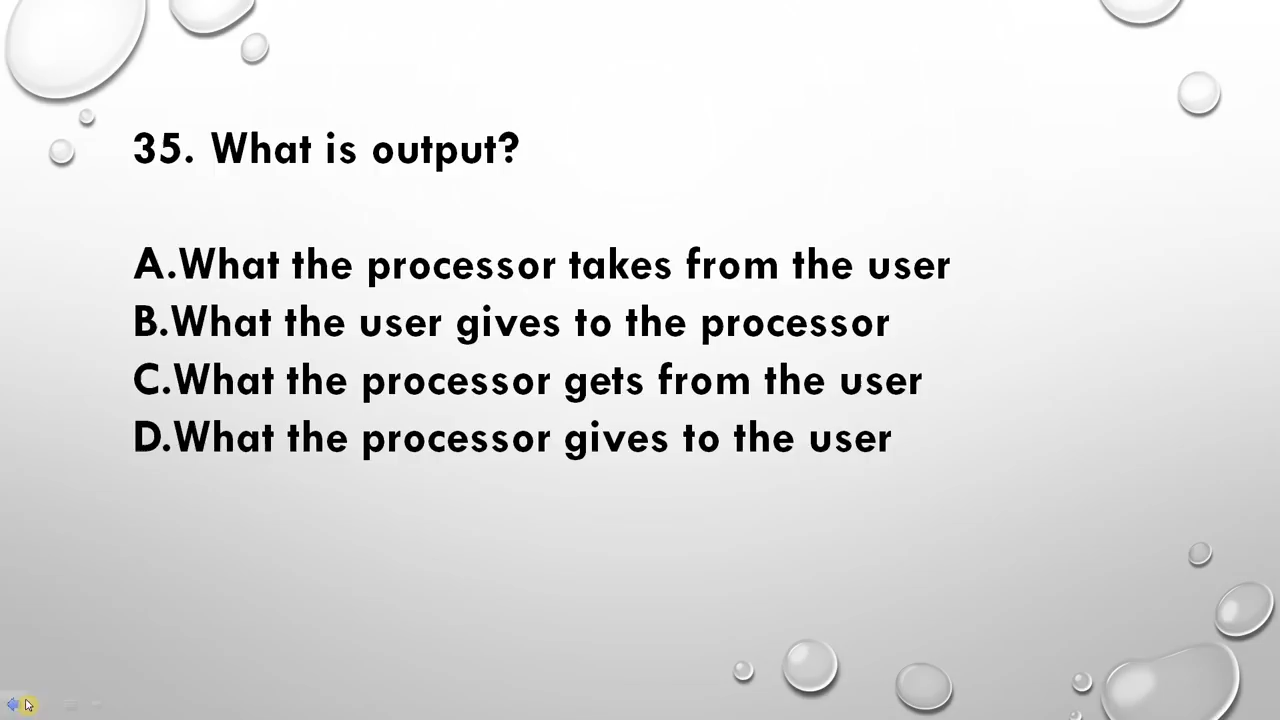 35. What is output?
A.What the processor takes from the user
B.What the user gives to the processor
C.What the processor gets from the user
D.What the processor gives to the user